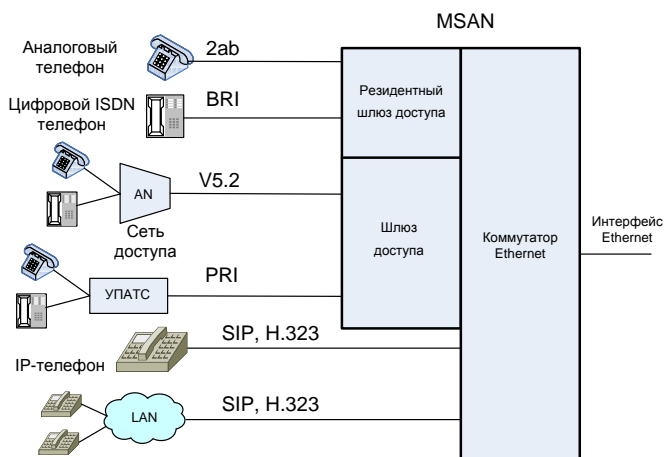 MSAN
Аналоговый
телефон
2ab
Цифровой ISDN
телефон
BRI
Резидентный
шлюз доступа
AN
V5.2
Сеть
доступа
Шлюз
доступа
Коммутатор
Ethernet
Интерфейс
Ethernet
УПАТС
PRI
IP-телефон
SIP, H.323
LAN
SIP, H.323